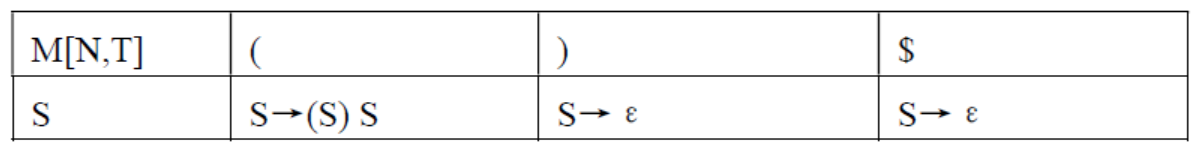 M[N,T] ( ) $
S S→(S) S S→ ε S→ ε